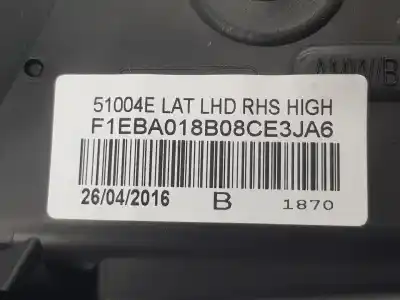 51004E LAT LHD RHS HIGH
F1EBA018B08CE3JA6
26/04/2016 B 1870